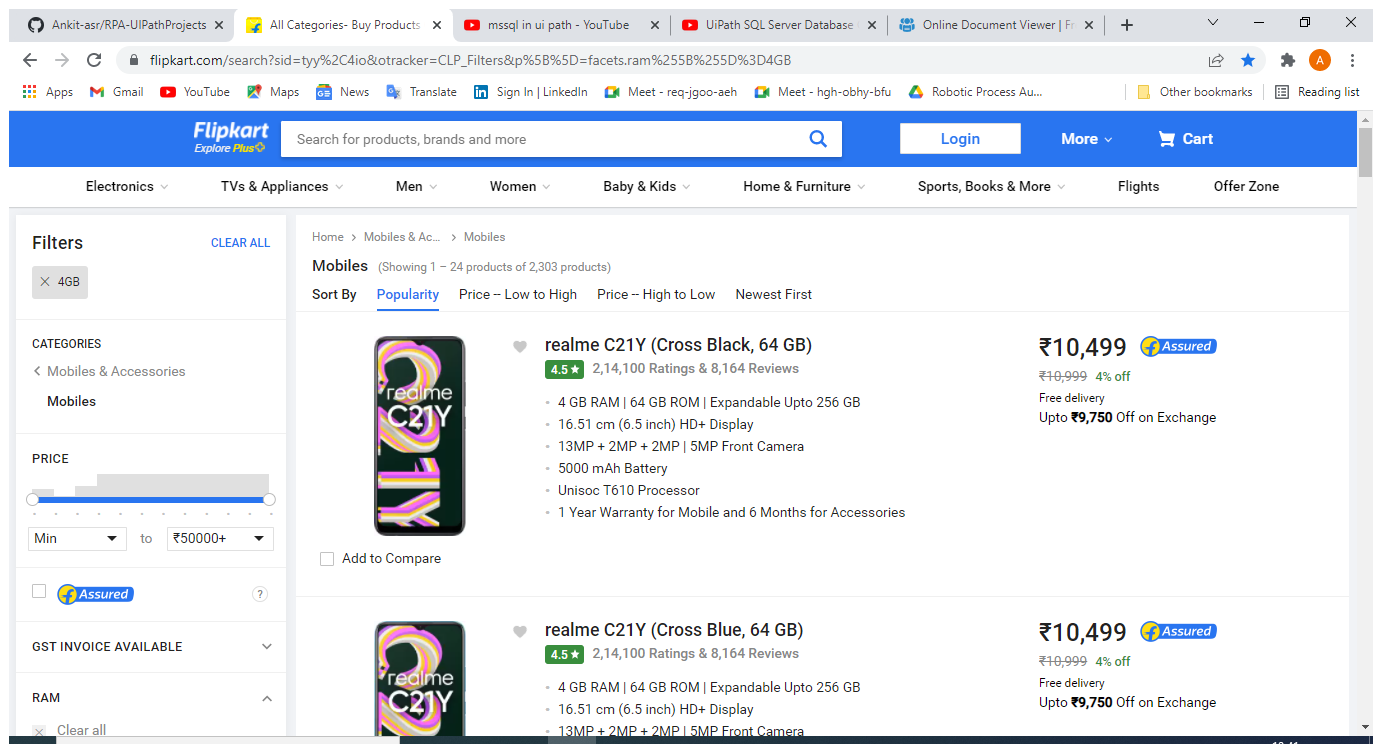 Ankit-asr/RPA-UIPathProjects
All Categories- Buy Products
mssql in ui path - YouTube
UiPath SQL Server Database
Online Document Viewer | Fr
flipkart.com/search?sid=tyy%2C4io&otracker=CLP_Filters&p%5B%5D=facets.ram%255B%255D%3D4GB
A
Apps Gmail YouTube Maps News Translate Sign In | LinkedIn Meet - req-jgoo-aeh Meet - hgh-obhy-bfu Robotic Process Au... Other bookmarks Reading list
Flipkart
Explore Plus
Search for products, brands and more
Login
More
Cart
Electronics TVs & Appliances Men Women Baby & Kids Home & Furniture Sports, Books & More Flights Offer Zone
Filters
CLEAR ALL
4GB
CATEGORIES
Mobiles & Accessories
Mobiles
PRICE
Min to ₹50000+
Assured
?
GST INVOICE AVAILABLE
RAM
Clear all
Home > Mobiles & Ac... > Mobiles
Mobiles (Showing 1 – 24 products of 2,303 products)
Sort By Popularity Price -- Low to High Price -- High to Low Newest First
realme
C21Y
C21Y
Add to Compare
realme C21Y (Cross Black, 64 GB)
4.5★ 2,14,100 Ratings & 8,164 Reviews
4 GB RAM | 64 GB ROM | Expandable Upto 256 GB
16.51 cm (6.5 inch) HD+ Display
13MP + 2MP + 2MP | 5MP Front Camera
5000 mAh Battery
Unisoc T610 Processor
1 Year Warranty for Mobile and 6 Months for Accessories
₹10,499 Assured
₹10,999 4% off
Free delivery
Upto ₹9,750 Off on Exchange
realme
C21Y
realme C21Y (Cross Blue, 64 GB)
4.5★ 2,14,100 Ratings & 8,164 Reviews
4 GB RAM | 64 GB ROM | Expandable Upto 256 GB
16.51 cm (6.5 inch) HD+ Display
13MP + 2MP + 2MP | 5MP Front Camera
₹10,499 Assured
₹10,999 4% off
Free delivery
Upto ₹9,750 Off on Exchange